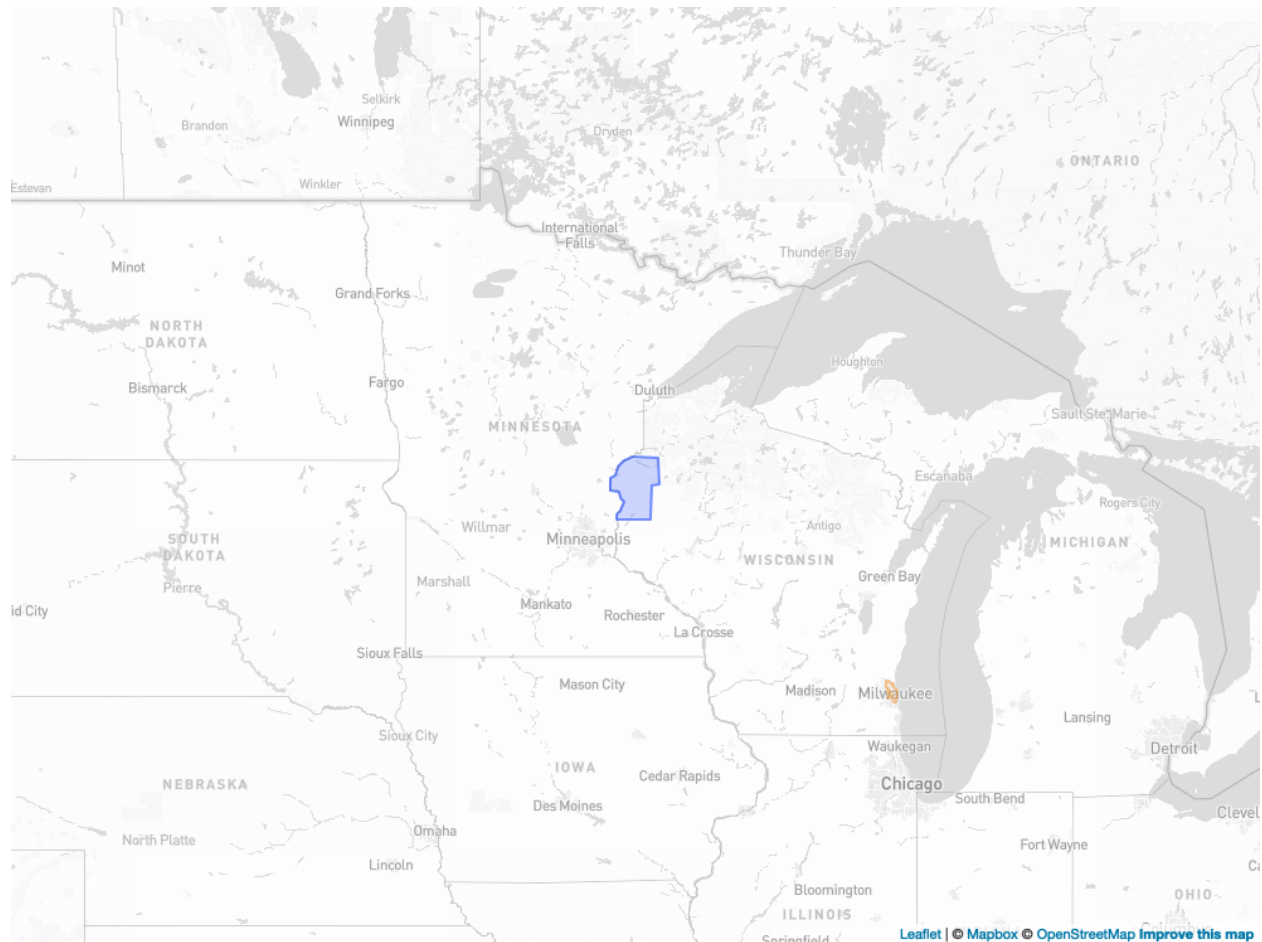 Selkirk
Winnipeg
Brandon
Dryden
ONTARIO
Estevan
Winkler
International
Falls
Thunder Bay
Minot
Grand Forks
NORTH
DAKOTA
Houghton
Bismarck
Fargo
Duluth
Sault Ste. Marie
MINNESOTA
Escanaba
Rogers City
Willmar
Antigo
Minneapolis
SOUTH
DAKOTA
MICHIGAN
WISCONSIN
Pierre
Marshall
Green Bay
id City
Mankato
Rochester
La Crosse
Sioux Falls
Mason City
Madison
Milwaukee
Lansing
Sioux City
Waukegan
Detroit
IOWA
Cedar Rapids
NEBRASKA
Chicago
South Bend
Des Moines
Clevel
Omaha
North Platte
Fort Wayne
Lincoln
Ca
Bloomington
OHIO
ILLINOIS
Columbus
Springfield
Leaflet | © Mapbox © OpenStreetMap Improve this map